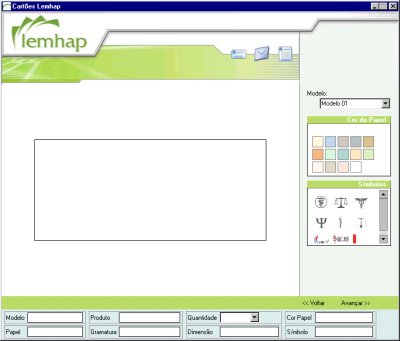 Cartões Lemhap
lemhap
Modelo:
Modelo 01
Cor do Papel
Símbolos
<< Voltar Avançar >>
Modelo Produto Quantidade Cor Papel
Papel Gramatura Dimensão Símbolo